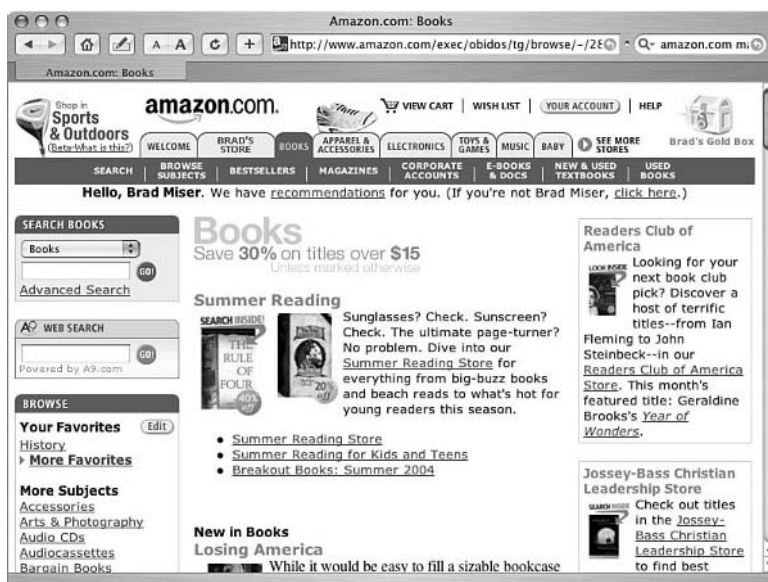 Amazon.com: Books
A A
http://www.amazon.com/exec/obidos/tg/browse/-/28
amazon.com
Amazon.com: Books
Shop in
Sports
& Outdoors
(Beta-What is this?)
amazon.com.
VIEW CART | WISH LIST | YOUR ACCOUNT | HELP
WELCOME
BRAD'S STORE
BOOKS
APPAREL & ACCESSORIES
ELECTRONICS
TOYS & GAMES
MUSIC
BABY
SEE MORE STORES
Brad's Gold Box
SEARCH | BROWSE SUBJECTS | BESTSELLERS | MAGAZINES | CORPORATE ACCOUNTS | E-BOOKS & DOCS | NEW & USED TEXTBOOKS | USED BOOKS
Hello, Brad Miser. We have recommendations for you. (If you're not Brad Miser, click here.)
SEARCH BOOKS
Books
GO!
Advanced Search
A9 WEB SEARCH
GO!
Powered by A9.com
BROWSE
Your Favorites Edit
History
More Favorites
More Subjects
Accessories
Arts & Photography
Audio CDs
Audiocassettes
Bargain Books
Books
Save 30% on titles over $15
Unless marked otherwise
Summer Reading
SEARCH INSIDE!
THE
RULE
OF
FOUR
40%
off
20%
off
Sunglasses? Check. Sunscreen?
Check. The ultimate page-turner?
No problem. Dive into our
Summer Reading Store for
everything from big-buzz books
and beach reads to what's hot for
young readers this season.
• Summer Reading Store
• Summer Reading for Kids and Teens
• Breakout Books: Summer 2004
New in Books
Losing America
While it would be easy to fill a sizable bookcase
Readers Club of
America
LOOK INSIDE
Looking for your
next book club
pick? Discover a
host of terrific
titles--from Ian
Fleming to John
Steinbeck--in our
Readers Club of America
Store. This month's
featured title: Geraldine
Brooks's Year of
Wonders.
Jossey-Bass Christian
Leadership Store
SEARCH INSIDE
Check out titles
in the Jossey-
Bass Christian
Leadership Store
to find best